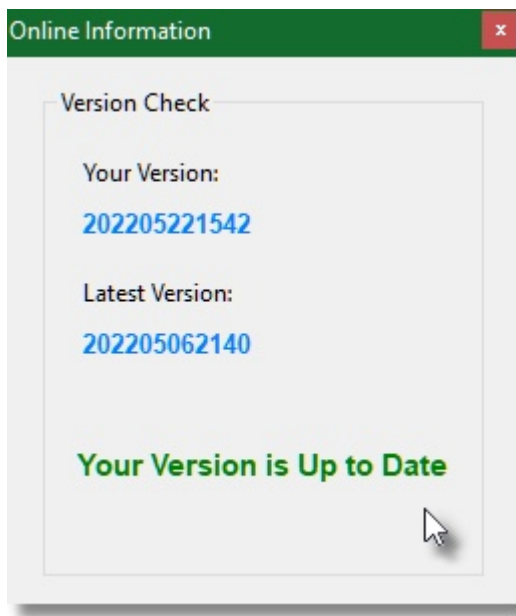 Online Information
x
Version Check
Your Version:
202205221542
Latest Version:
202205062140
Your Version is Up to Date